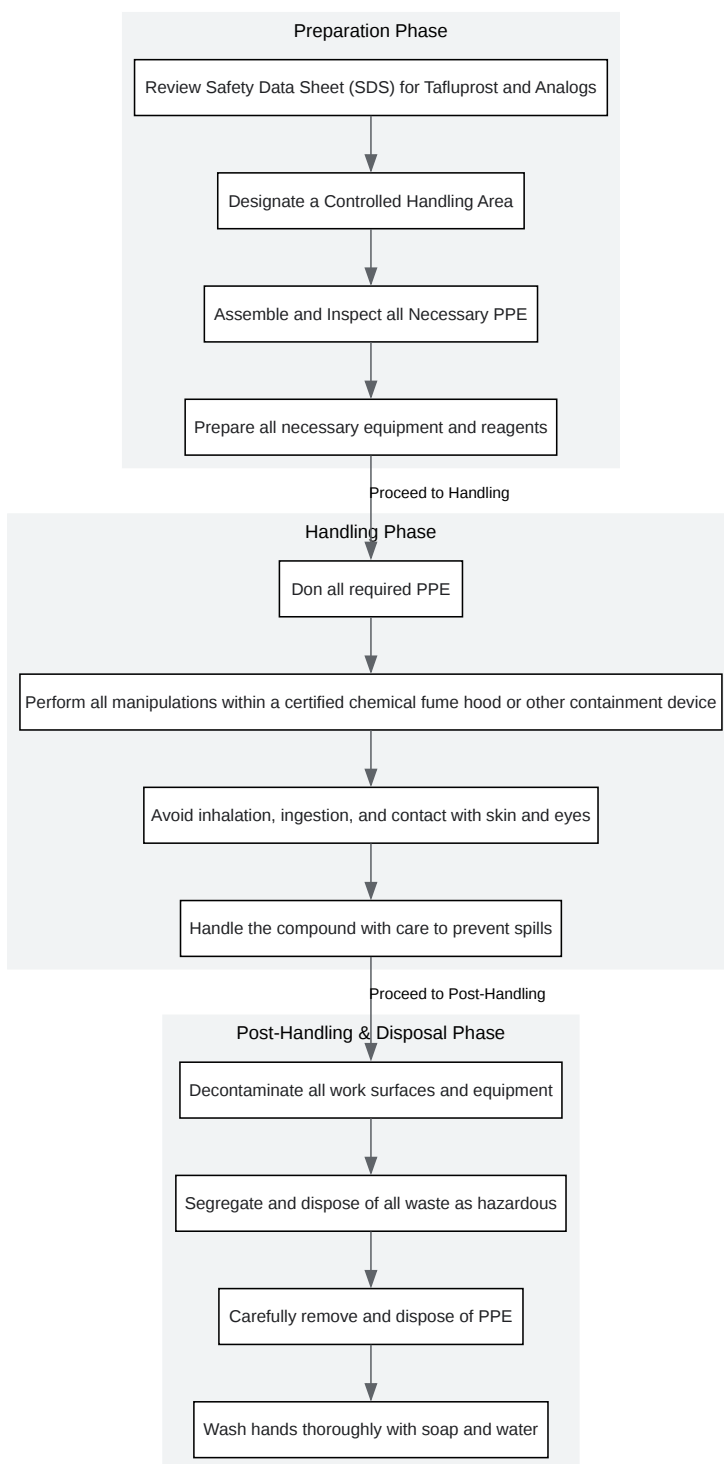 Preparation Phase
Review Safety Data Sheet (SDS) for Tafluprost and Analogs
Designate a Controlled Handling Area
Assemble and Inspect all Necessary PPE
Prepare all necessary equipment and reagents
Proceed to Handling
Handling Phase
Don all required PPE
Perform all manipulations within a certified chemical fume hood or other containment device
Avoid inhalation, ingestion, and contact with skin and eyes
Handle the compound with care to prevent spills
Proceed to Post-Handling
Post-Handling & Disposal Phase
Decontaminate all work surfaces and equipment
Segregate and dispose of all waste as hazardous
Carefully remove and dispose of PPE
Wash hands thoroughly with soap and water